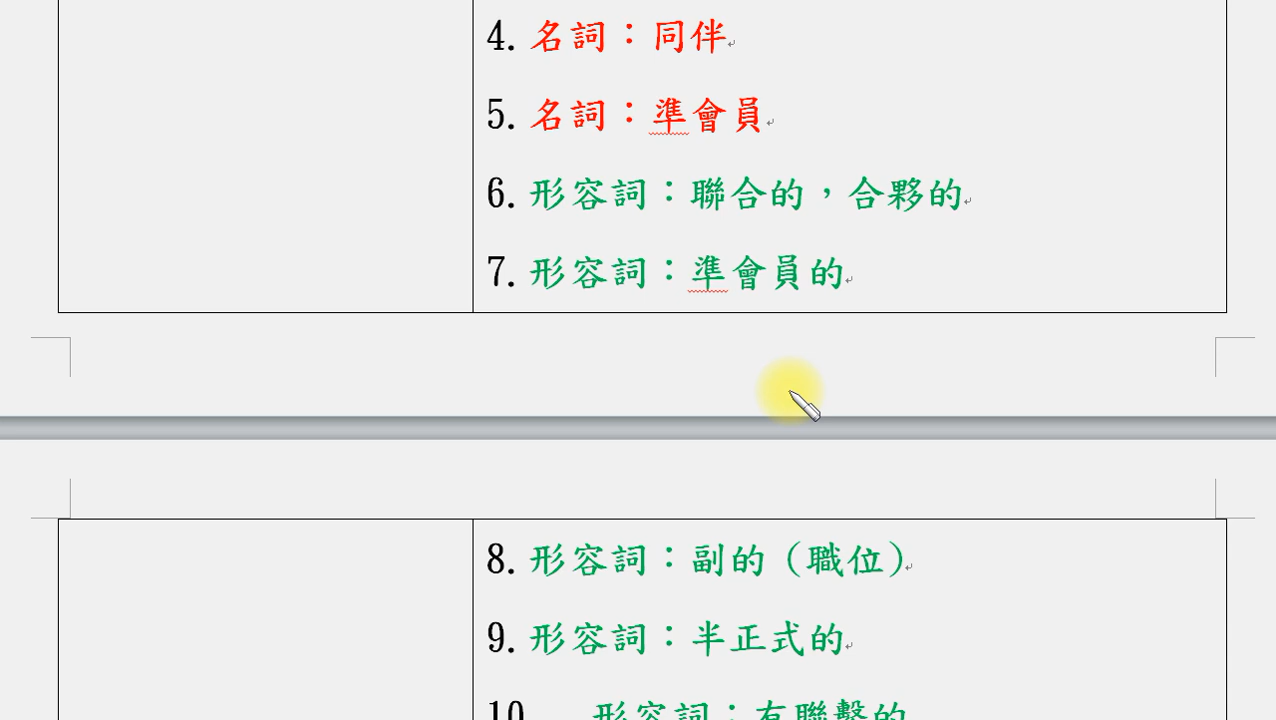 4. 名詞：同伴
5. 名詞：準會員
6. 形容詞：聯合的，合夥的
7. 形容詞：準會員的
8. 形容詞：副的（職位）
9. 形容詞：半正式的
10. 形容詞：有聯繫的